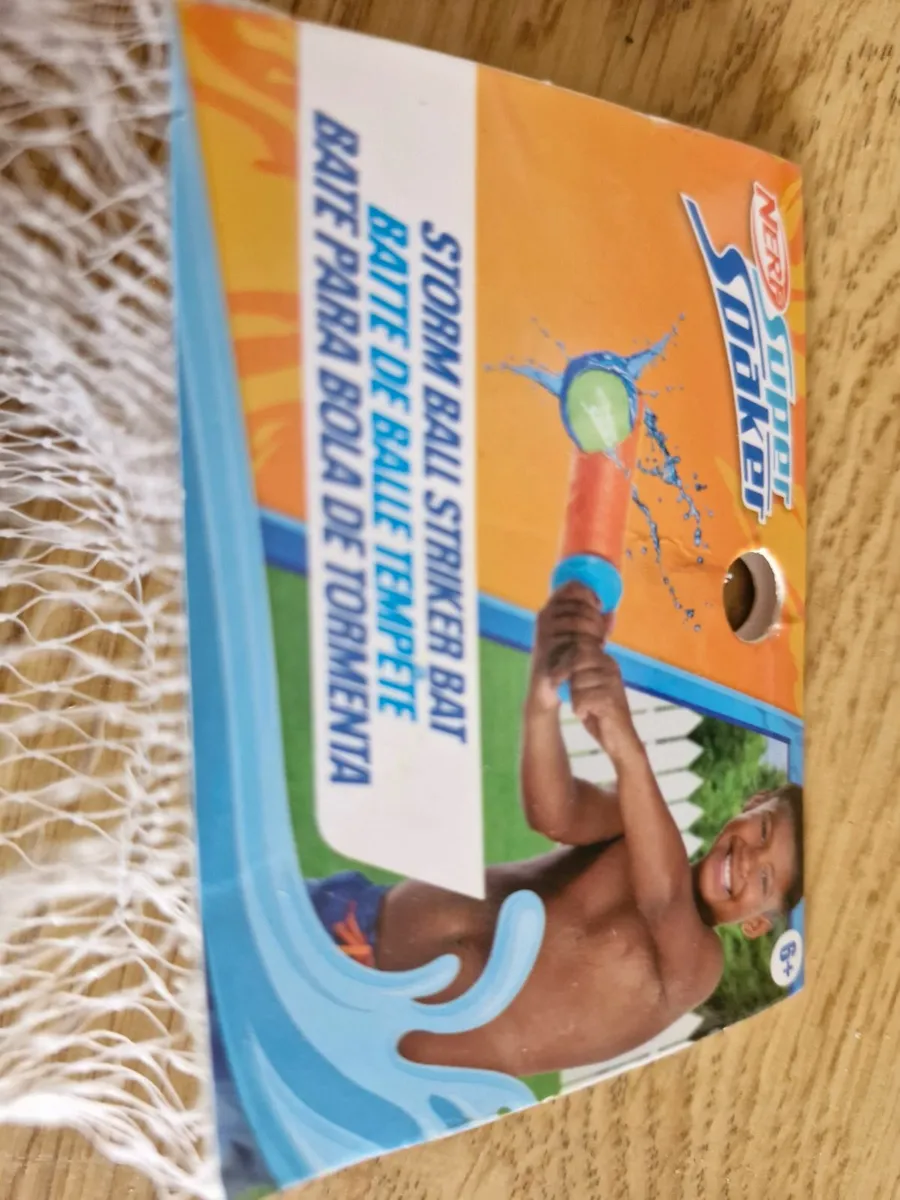 NERF
SUPER
SOAKER
6+
STORM BALL STRIKER BAT
BATTE DE BALLE TEMPÊTE
BATE PARA BOLA DE TORMENTA